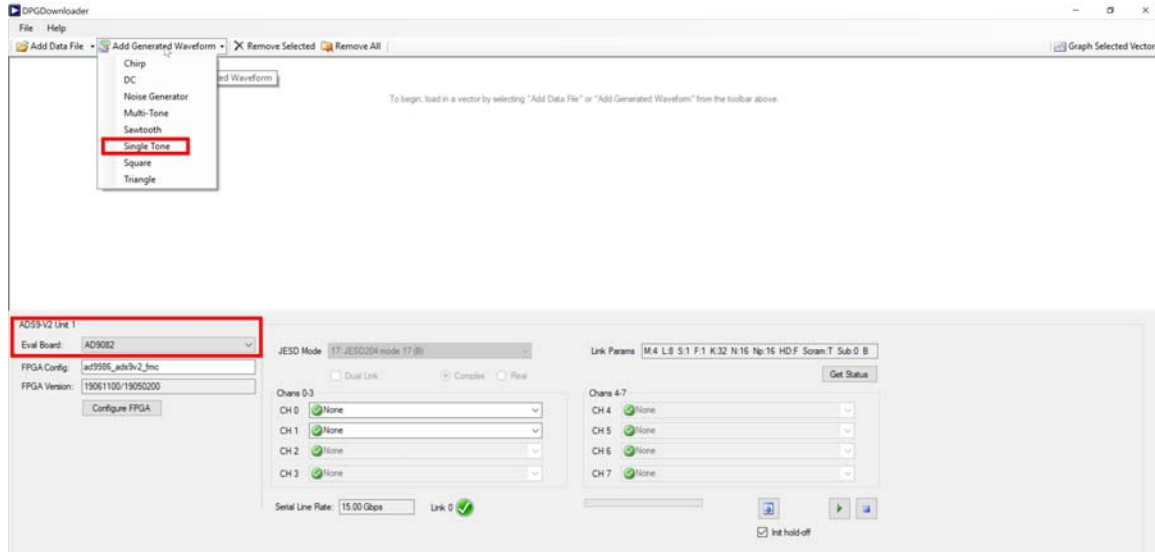 DPGDownloader
File Help
Add Data File Add Generated Waveform Remove Selected Remove All Graph Selected Vector
Chirp
DC
ed Waveform
Noise Generator
Multi-Tone
Sawtooth
Single Tone
Square
Triangle
To begin, load in a vector by selecting "Add Data File" or "Add Generated Waveform" from the toolbar above.
ADS9-V2 Unit 1
Eval Board: AD9082
FPGA Config: ad9986_ads9v2_fmc
FPGA Version: 19061100/19050200
Configure FPGA
JESD Mode 17: JESD204 mode 17 (B)
Dual Link Complex Real
Link Params M:4 L:8 S:1 F:1 K:32 N:16 Np:16 HD:F Scram:T Sub:0 B
Get Status
Chans 0-3
CH 0 None
CH 1 None
CH 2 None
CH 3 None
Chans 4-7
CH 4 None
CH 5 None
CH 6 None
CH 7 None
Serial Line Rate: 15.00 Gbps Link 0
Init hold-off